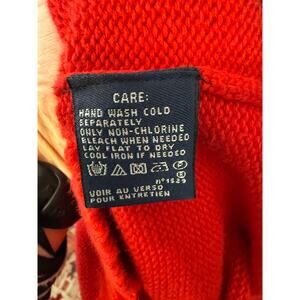 CARE:
HAND WASH COLD
SEPARATELY
ONLY NON-CHLORINE
BLEACH WHEN NEEDED
LAY FLAT TO DRY
COOL IRON IF NEEDED
VOIR AU VERSO
POUR ENTRETIEN